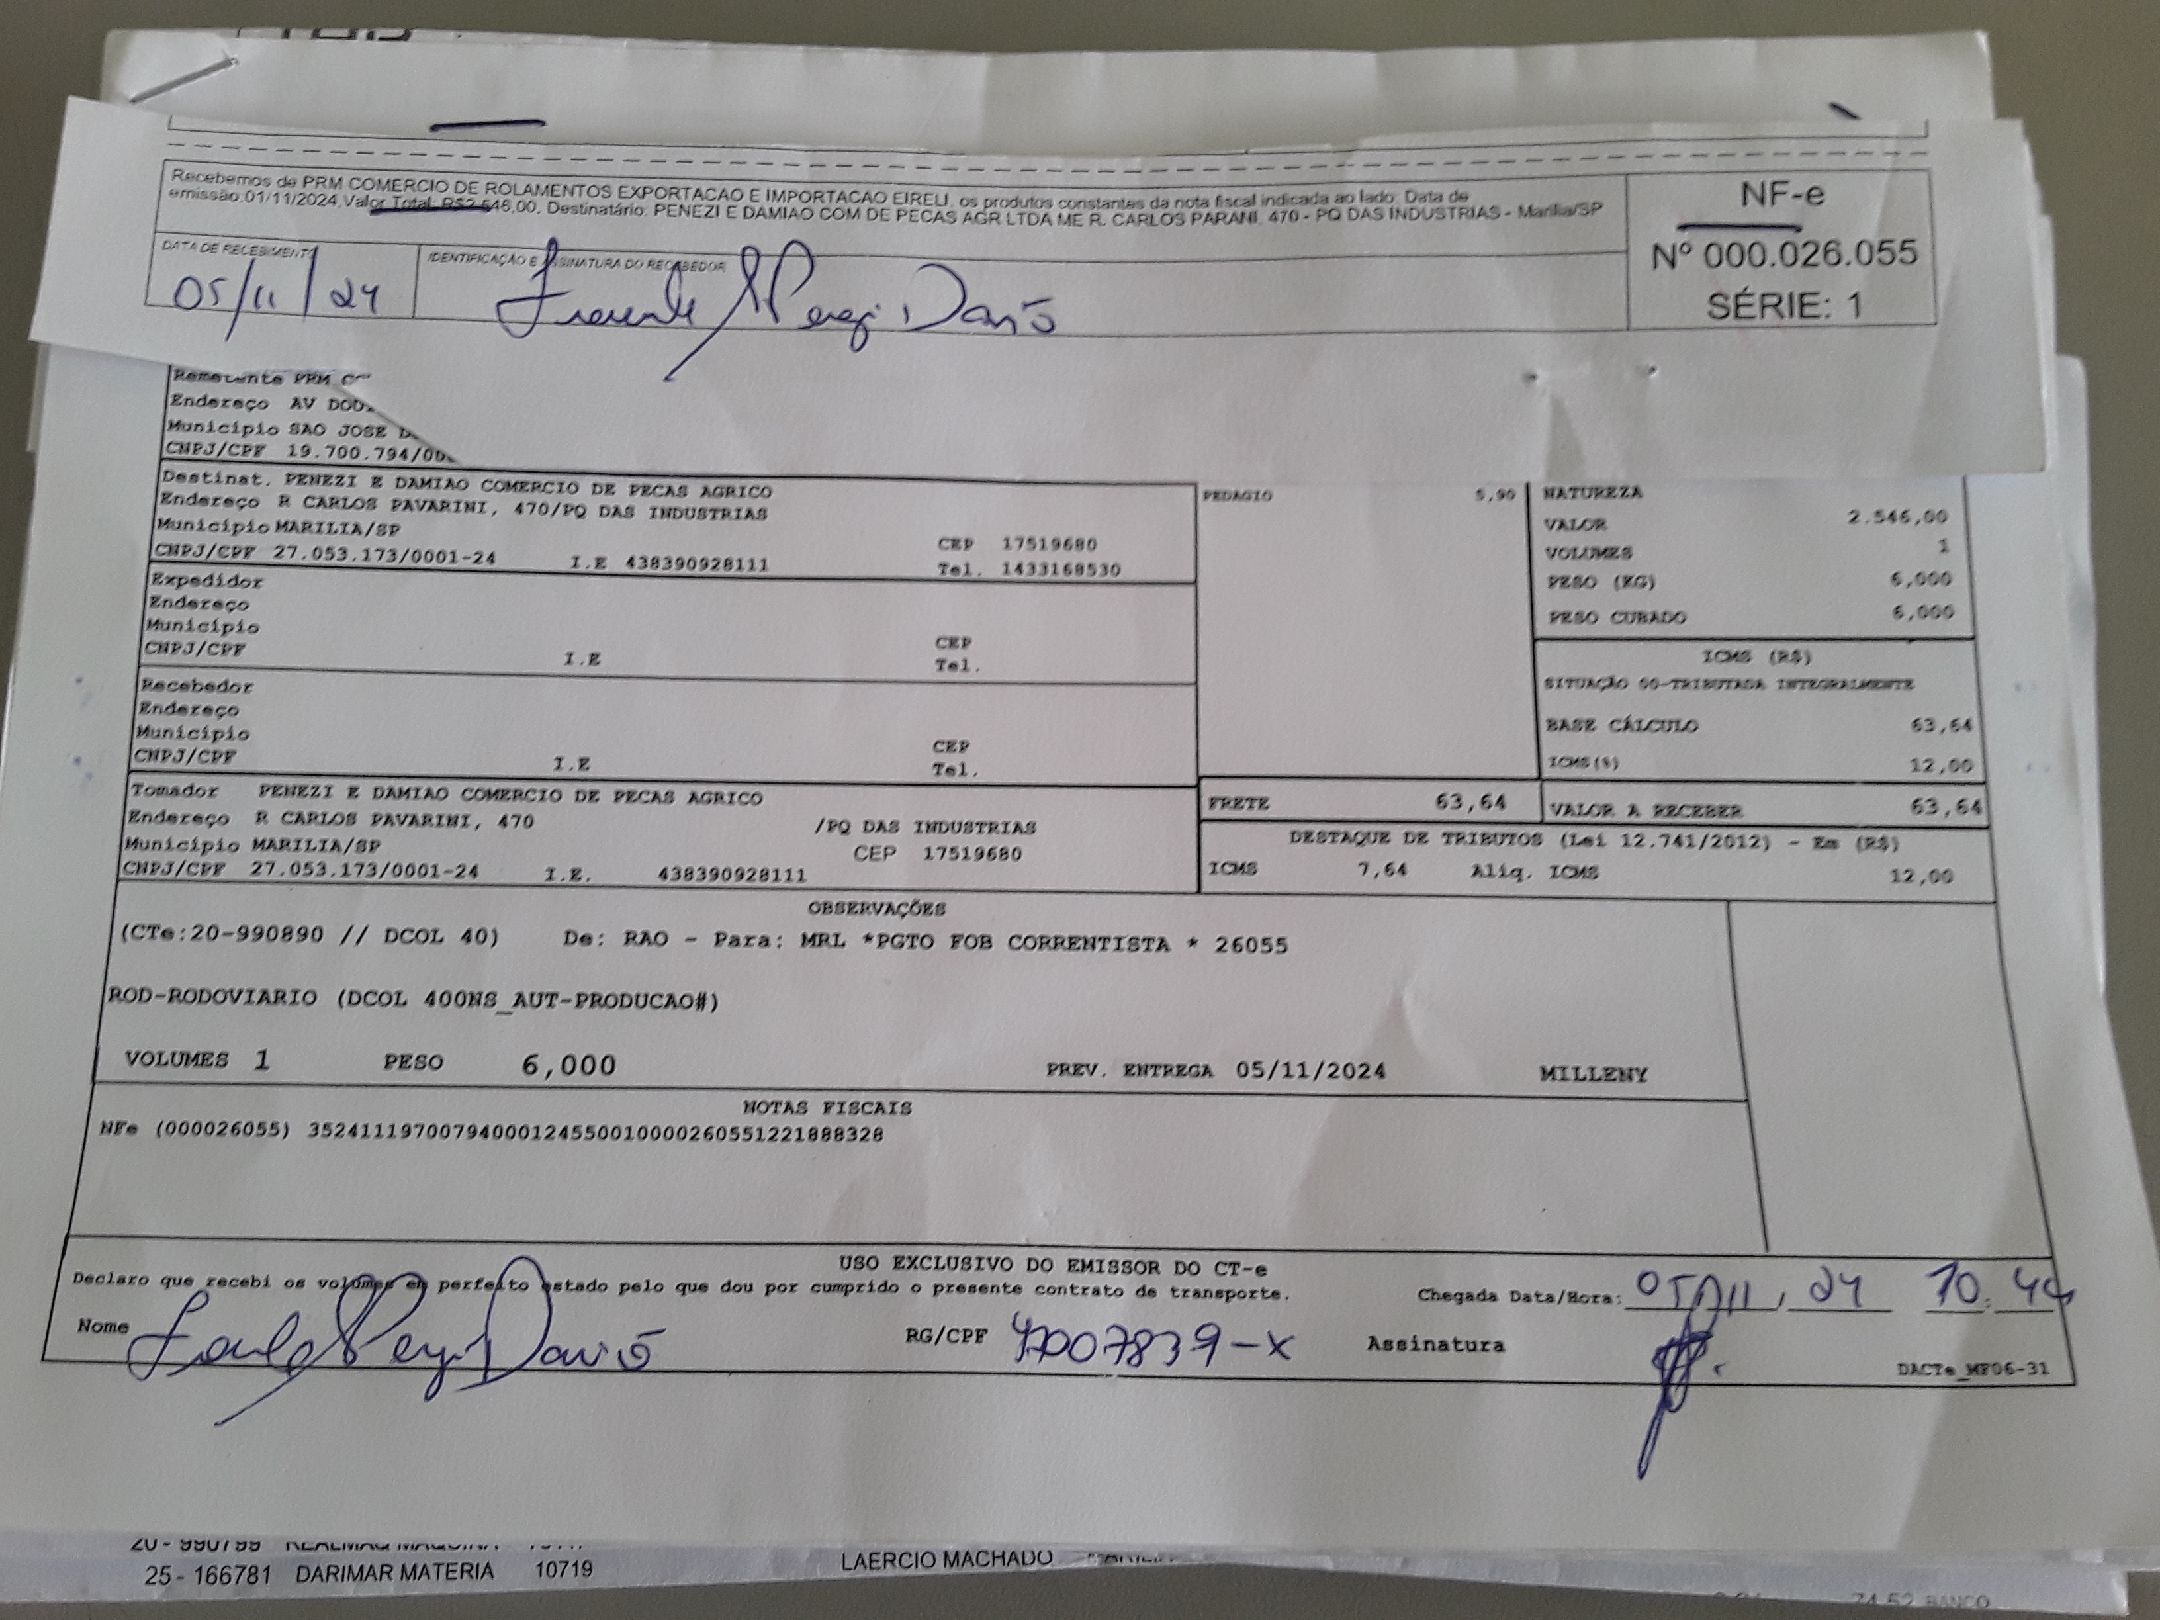 Recebemos de PRM COMERCIO DE ROLAMENTOS EXPORTACAO E IMPORTACAO EIRELI, os produtos constantes da nota fiscal indicada ao lado. Data de
emissão 01/11/2024, Valor Total: R$2.546,00, Destinatário: PENEZI E DAMIAO COM DE PECAS AGR LTDA ME R. CARLOS PARANI, 470 - PQ DAS INDUSTRIAS - Marília/SP
NF-e
Nº 000.026.055
SÉRIE: 1
DATA DE RECEBIMENTO
05/11/24
IDENTIFICAÇÃO E ASSINATURA DO RECEBEDOR
Remetente PRM
Endereço AV
Município SAO JOSE
CNPJ/CPF 19.700.794/00
Destinat. PENEZI E DAMIAO COMERCIO DE PECAS AGRICO
Endereço R CARLOS PAVARINI, 470/PQ DAS INDUSTRIAS
Município MARILIA/SP
CEP 17519680
CNPJ/CPF 27.053.173/0001-24 I.E 438390928111 Tel. 1433168530
Expedidor
Endereço
Município
CEP
CNPJ/CPF I.E Tel.
Recebedor
Endereço
Município
CEP
CNPJ/CPF I.E Tel.
Tomador PENEZI E DAMIAO COMERCIO DE PECAS AGRICO
Endereço R CARLOS PAVARINI, 470 /PQ DAS INDUSTRIAS
Município MARILIA/SP CEP 17519680
CNPJ/CPF 27.053.173/0001-24 I.E. 438390928111
PEDAGIO 5,90
NATUREZA
VALOR 2.546,00
VOLUMES 1
PESO (KG) 6,000
PESO CUBADO 6,000
ICMS (R$)
SITUAÇÃO 00-TRIBUTADA INTEGRALMENTE
BASE CÁLCULO 63,64
ICMS(%) 12,00
FRETE 63,64 VALOR A RECEBER 63,64
DESTAQUE DE TRIBUTOS (Lei 12.741/2012) - Em (R$)
ICMS 7,64 Aliq. ICMS 12,00
OBSERVAÇÕES
(CTe:20-990890 // DCOL 40) De: RAO - Para: MRL *PGTO FOB CORRENTISTA * 26055
ROD-RODOVIARIO (DCOL 400NS_AUT-PRODUCAO#)
VOLUMES 1 PESO 6,000 PREV. ENTREGA 05/11/2024 MILLENY
NOTAS FISCAIS
NFe (000026055) 35241119700794000124550010000260551221888328
USO EXCLUSIVO DO EMISSOR DO CT-e
Declaro que recebi os volumes em perfeito estado pelo que dou por cumprido o presente contrato de transporte.
Chegada Data/Hora: 05/11/24 10:44
Nome
RG/CPF 47007839-X
Assinatura
DACTe_MF06-31
20 - 990799
25 - 166781 DARIMAR MATERIA 10719 LAERCIO MACHADO
74,52 BANCO